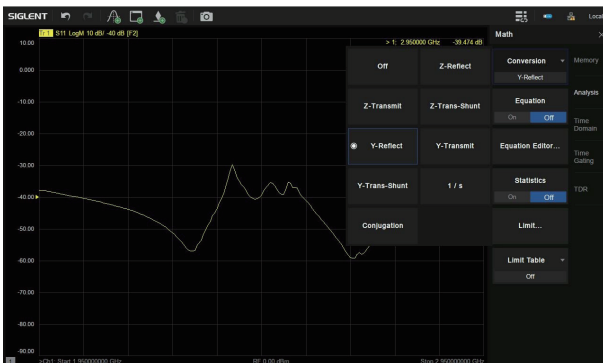 SIGLENT
Local
Tr 1 S11 LogM 10 dB/ -40 dB [F2]
> 1: 2.950000 GHz -39.474 dB
10.00
0.000
-10.00
-20.00
-30.00
-40.00
-50.00
-60.00
-70.00
-80.00
-90.00
Off
Z-Reflect
Z-Transmit
Z-Trans-Shunt
Y-Reflect
Y-Transmit
Y-Trans-Shunt
1 / s
Conjugation
Math
Conversion
Y-Reflect
Equation
On Off
Equation Editor...
Statistics
On Off
Limit...
Limit Table
Off
Memory
Analysis
Time
Domain
Time
Gating
TDR
1 >Ch1: Start 1.950000000 GHz RF 0.00 dBm Stop 2.950000000 GHz